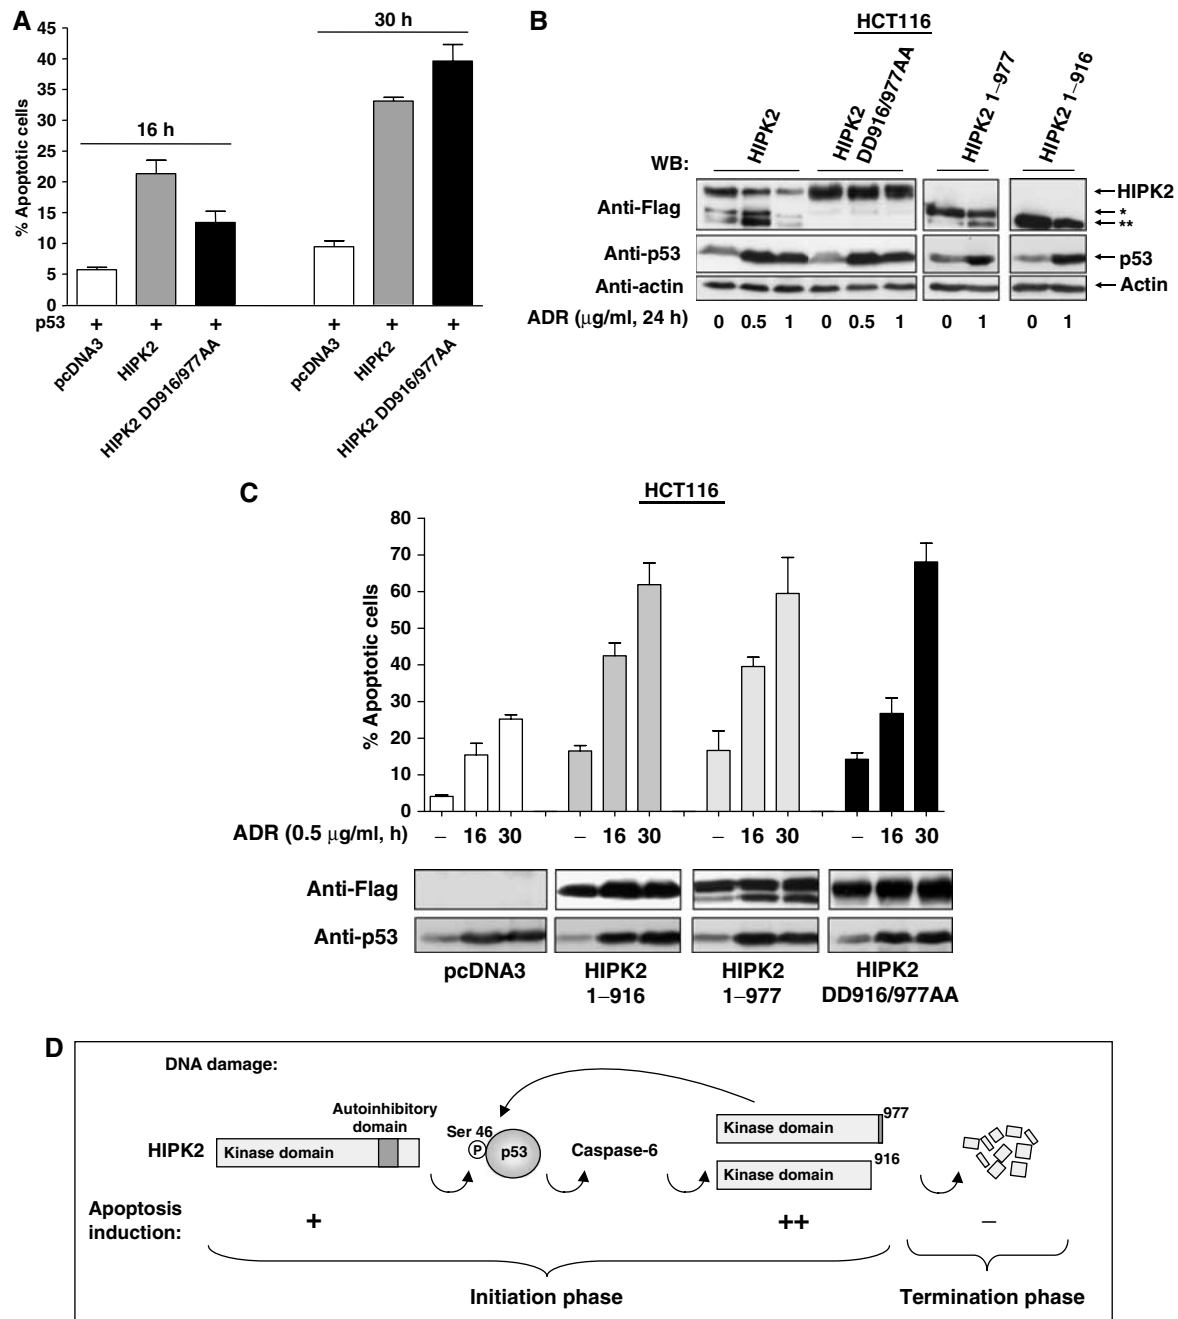 A
% Apoptotic cells
45
40
35
30
25
20
15
10
5
0
16 h
30 h
p53 + + + + + +
pcDNA3
HIPK2
HIPK2 DD916/977AA
pcDNA3
HIPK2
HIPK2 DD916/977AA
B
HCT116
WB:
HIPK2
HIPK2
DD916/977AA
HIPK2 1–977
HIPK2 1–916
Anti-Flag
HIPK2
*
**
Anti-p53
p53
Anti-actin
Actin
ADR (μg/ml, 24 h) 0 0.5 1 0 0.5 1 0 1 0 1
C
HCT116
% Apoptotic cells
80
70
60
50
40
30
20
10
0
ADR (0.5 μg/ml, h) – 16 30 – 16 30 – 16 30 – 16 30
Anti-Flag
Anti-p53
pcDNA3
HIPK2
1–916
HIPK2
1–977
HIPK2
DD916/977AA
D
DNA damage:
HIPK2
Kinase domain
Autoinhibitory
domain
Ser 46
P
p53
Caspase-6
Kinase domain
977
Kinase domain
916
Apoptosis
induction:
+
++
–
Initiation phase
Termination phase